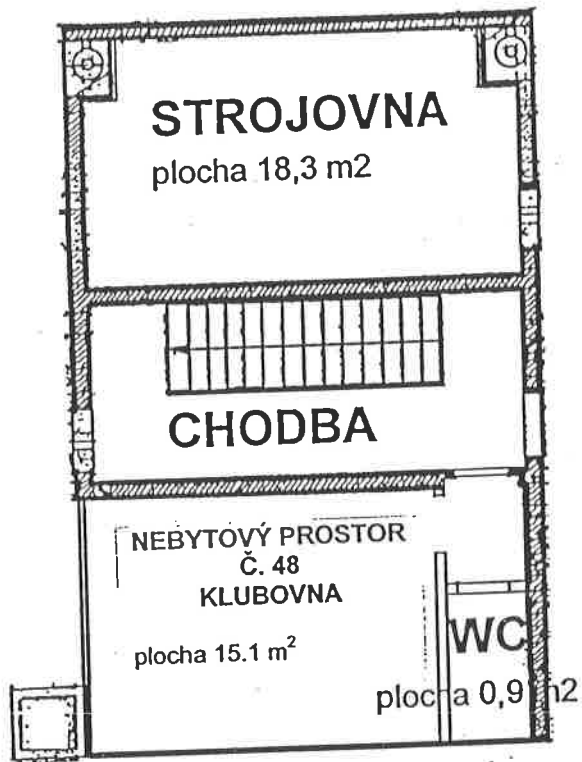 STROJOVNA
plocha 18,3 m2
CHODBA
NEBYTOVÝ PROSTOR
Č. 48
KLUBOVNA
plocha 15.1 m²
WC
plocha 0,9 m2